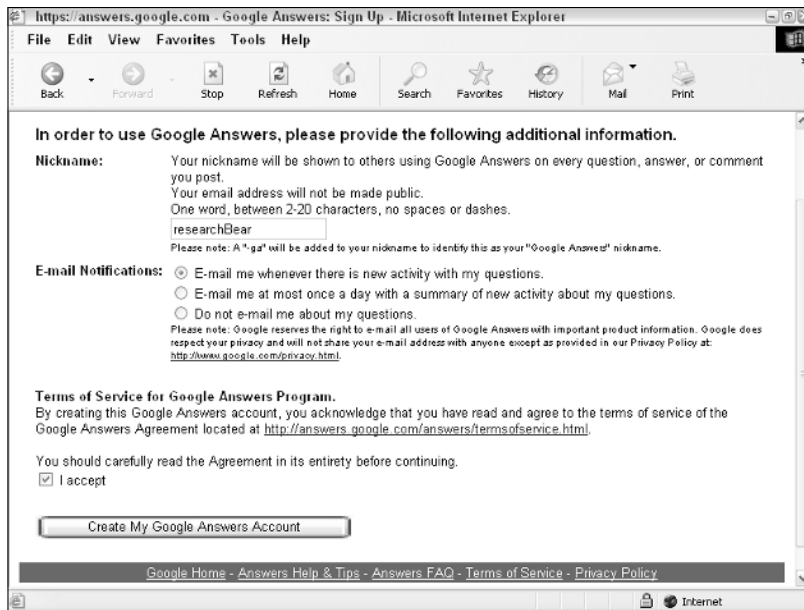 https://answers.google.com - Google Answers: Sign Up - Microsoft Internet Explorer
File Edit View Favorites Tools Help
Back Forward Stop Refresh Home Search Favorites History Mail Print
In order to use Google Answers, please provide the following additional information.
Nickname: Your nickname will be shown to others using Google Answers on every question, answer, or comment
you post.
Your email address will not be made public.
One word, between 2-20 characters, no spaces or dashes.
researchBear
Please note: A "-ga" will be added to your nickname to identify this as your "Google Answers" nickname.
E-mail Notifications: E-mail me whenever there is new activity with my questions.
E-mail me at most once a day with a summary of new activity about my questions.
Do not e-mail me about my questions.
Please note: Google reserves the right to e-mail all users of Google Answers with important product information. Google does
respect your privacy and will not share your e-mail address with anyone except as provided in our Privacy Policy at:
http://www.google.com/privacy.html.
Terms of Service for Google Answers Program.
By creating this Google Answers account, you acknowledge that you have read and agree to the terms of service of the
Google Answers Agreement located at http://answers.google.com/answers/termsofservice.html.
You should carefully read the Agreement in its entirety before continuing.
I accept
Create My Google Answers Account
Google Home - Answers Help & Tips - Answers FAQ - Terms of Service - Privacy Policy
Internet